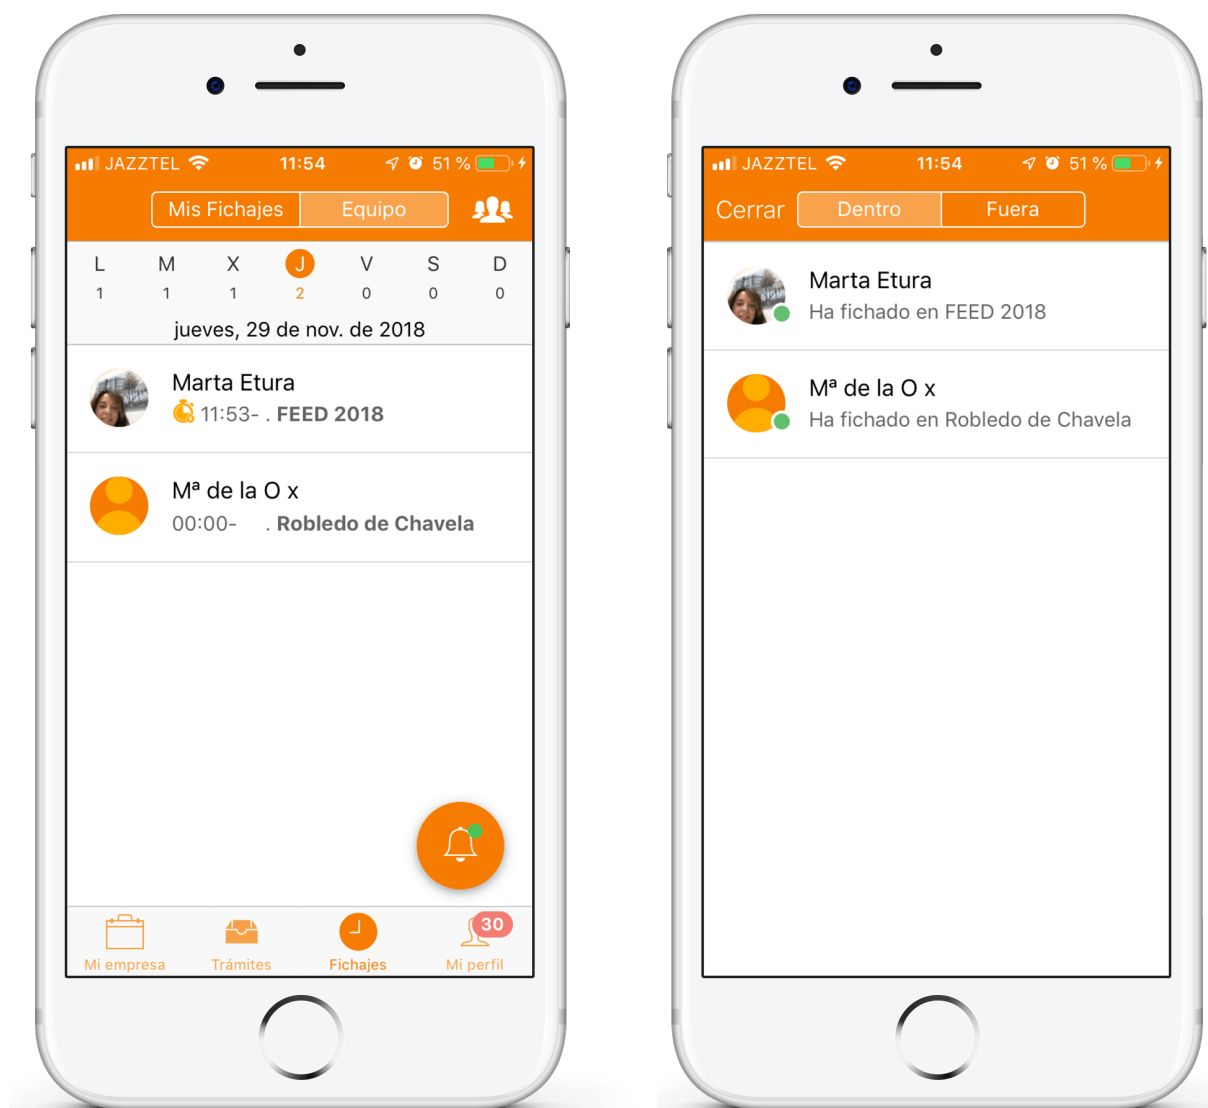 JAZZTEL 11:54 51 %
Mis Fichajes Equipo
L M X J V S D
1 1 1 2 0 0 0
jueves, 29 de nov. de 2018
Marta Etura
11:53- . FEED 2018
Mª de la O x
00:00- . Robledo de Chavela
Mi empresa Trámites Fichajes 30 Mi perfil
JAZZTEL 11:54 51 %
Cerrar Dentro Fuera
Marta Etura
Ha fichado en FEED 2018
Mª de la O x
Ha fichado en Robledo de Chavela